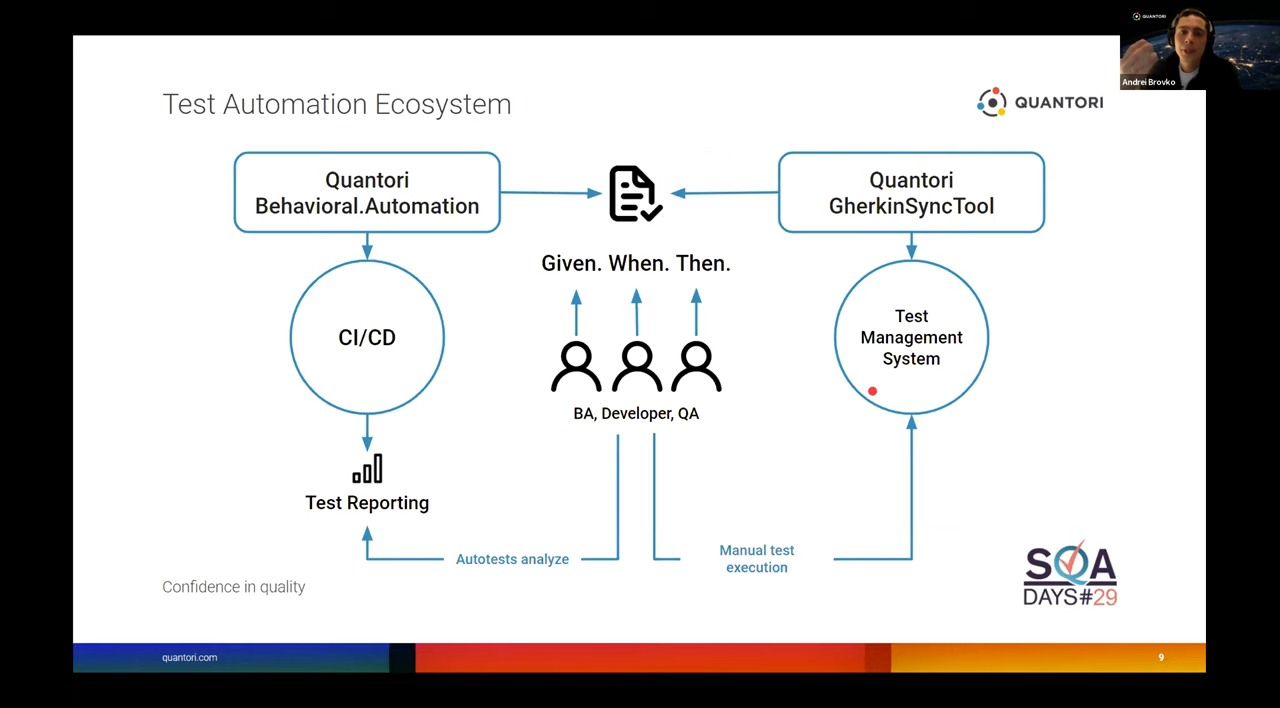 QUANTORI
Andrei Brovko
Test Automation Ecosystem
QUANTORI
Quantori
Behavioral.Automation
Quantori
GherkinSyncTool
Given. When. Then.
CI/CD
Test
Management
System
BA, Developer, QA
Test Reporting
Autotests analyze
Manual test
execution
SQA
DAYS#29
Confidence in quality
quantori.com
9